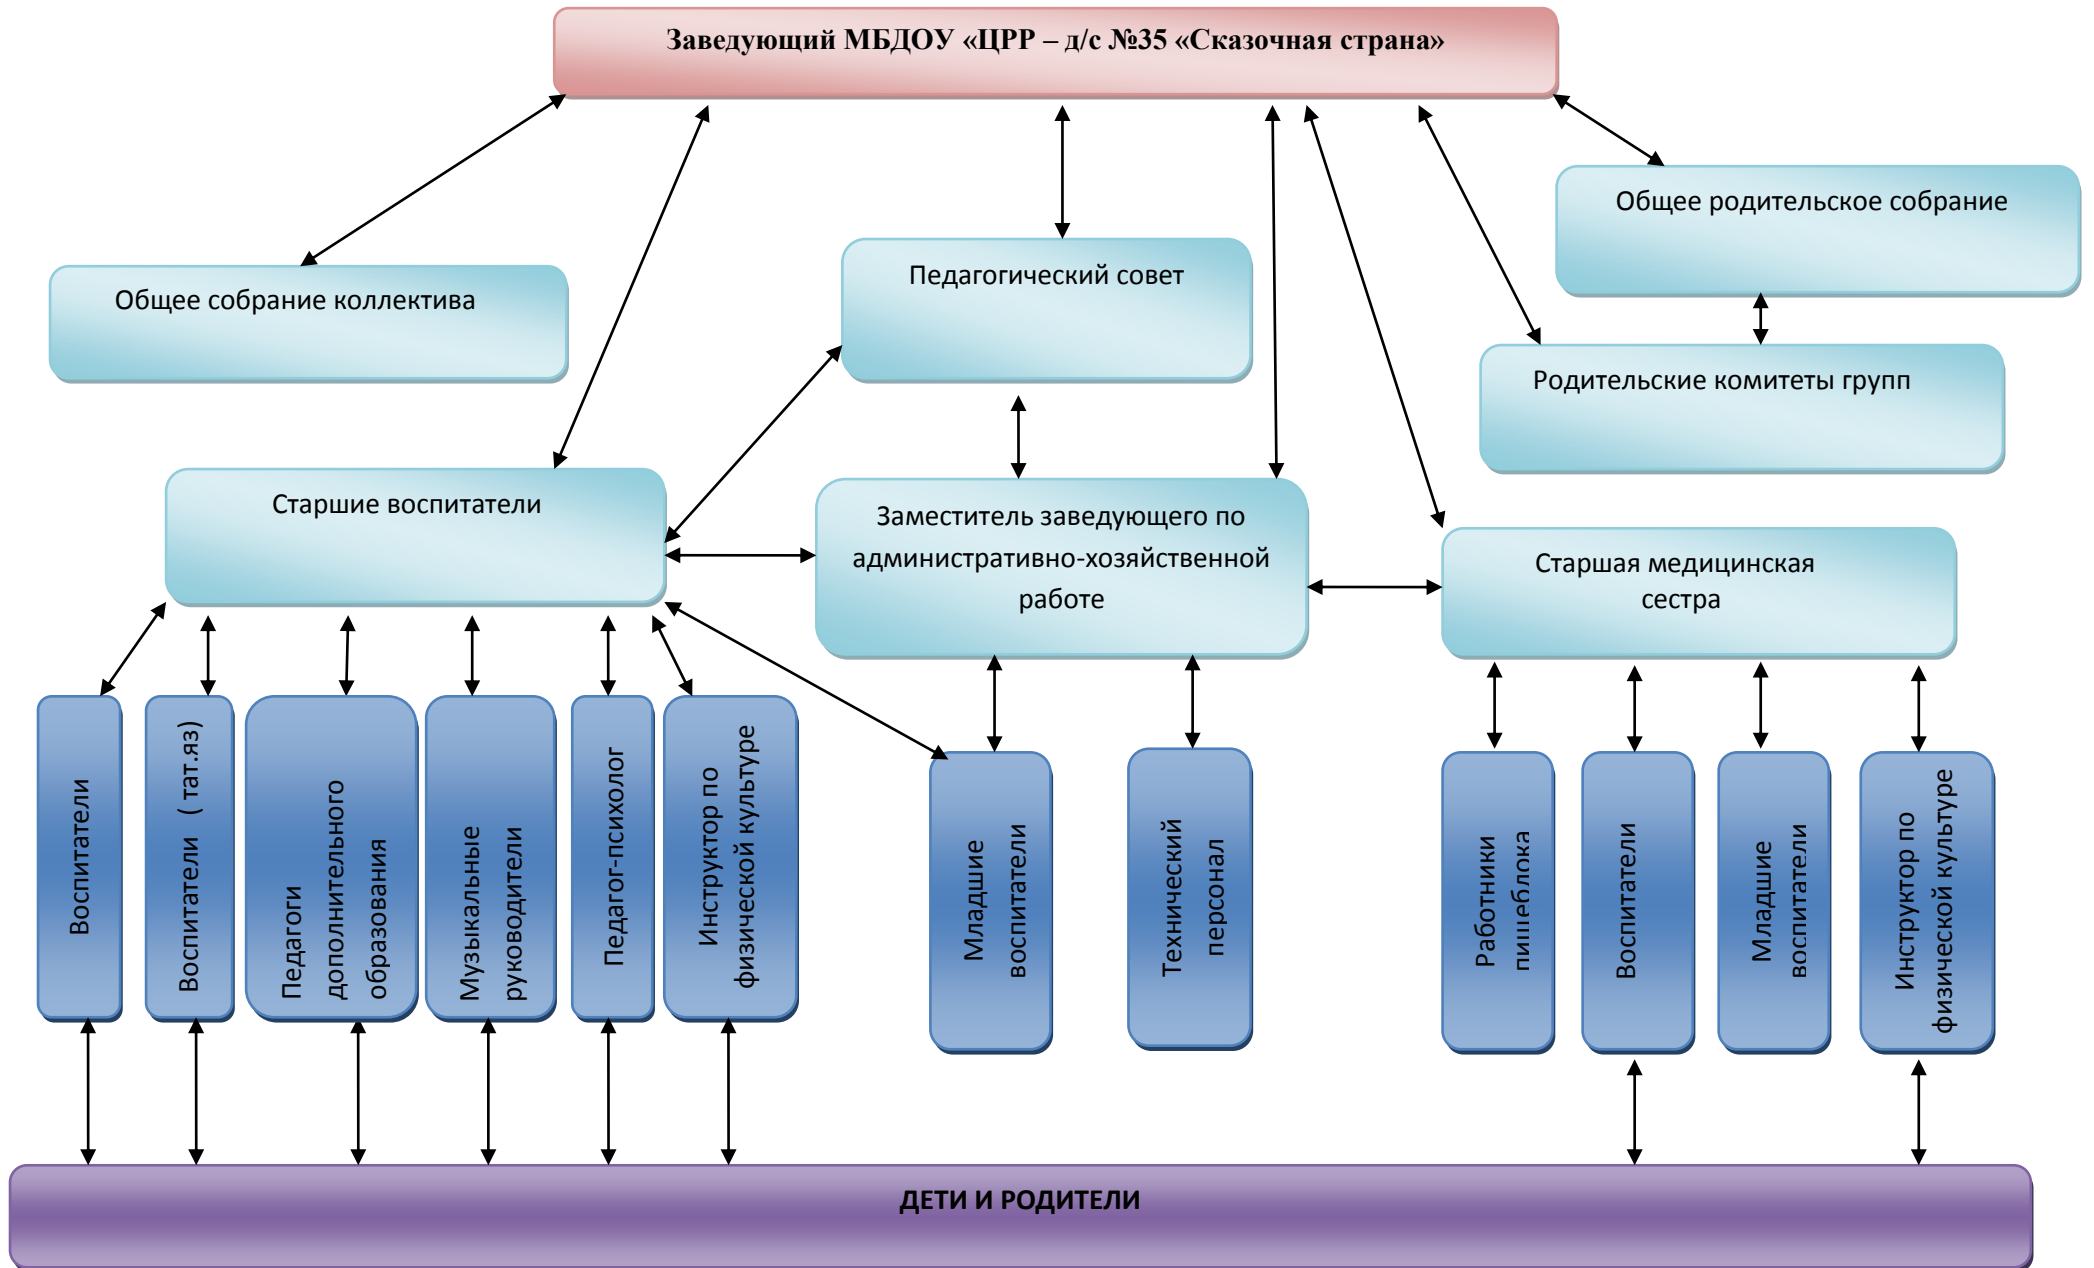 Заведующий МБДОУ «ЦРР – д/с №35 «Сказочная страна»
Общее родительское собрание
Педагогический совет
Общее собрание коллектива
Родительские комитеты групп
Старшие воспитатели
Заместитель заведующего по
административно-хозяйственной
работе
Старшая медицинская
сестра
Воспитатели
Воспитатели ( тат.яз)
Педагоги
дополнительного
образования
Музыкальные
руководители
Педагог-психолог
Инструктор по
физической культуре
Младшие
воспитатели
Технический
персонал
Работники
пищеблока
Воспитатели
Младшие
воспитатели
Инструктор по
физической культуре
ДЕТИ И РОДИТЕЛИ